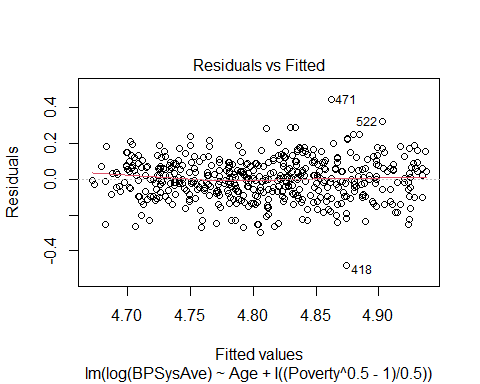 Residuals vs Fitted
Residuals
0.4
0.2
0.0
-0.4
471
522
418
4.70 4.75 4.80 4.85 4.90
Fitted values
lm(log(BPSysAve) ~ Age + I((Poverty^0.5 - 1)/0.5))